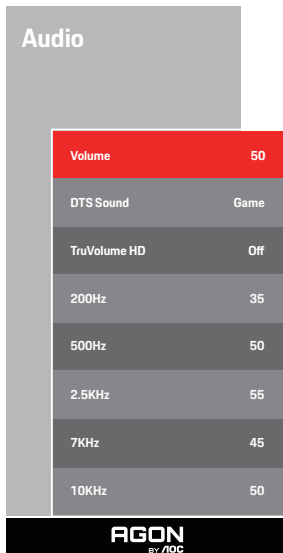 Audio
Volume 50
DTS Sound Game
TruVolume HD Off
200Hz 35
500Hz 50
2.5KHz 55
7KHz 45
10KHz 50
AGON
BY AOC